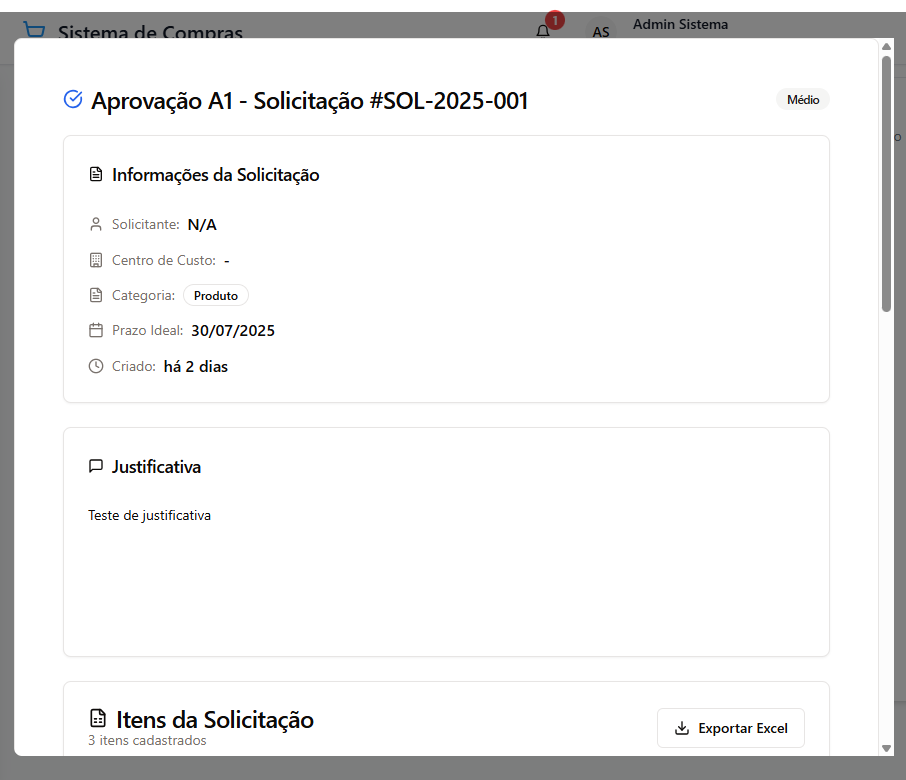 Sistema de Compras
1
AS
Admin Sistema
Aprovação A1 - Solicitação #SOL-2025-001
Médio
Informações da Solicitação
Solicitante: N/A
Centro de Custo: -
Categoria: Produto
Prazo Ideal: 30/07/2025
Criado: há 2 dias
Justificativa
Teste de justificativa
Itens da Solicitação
3 itens cadastrados
Exportar Excel